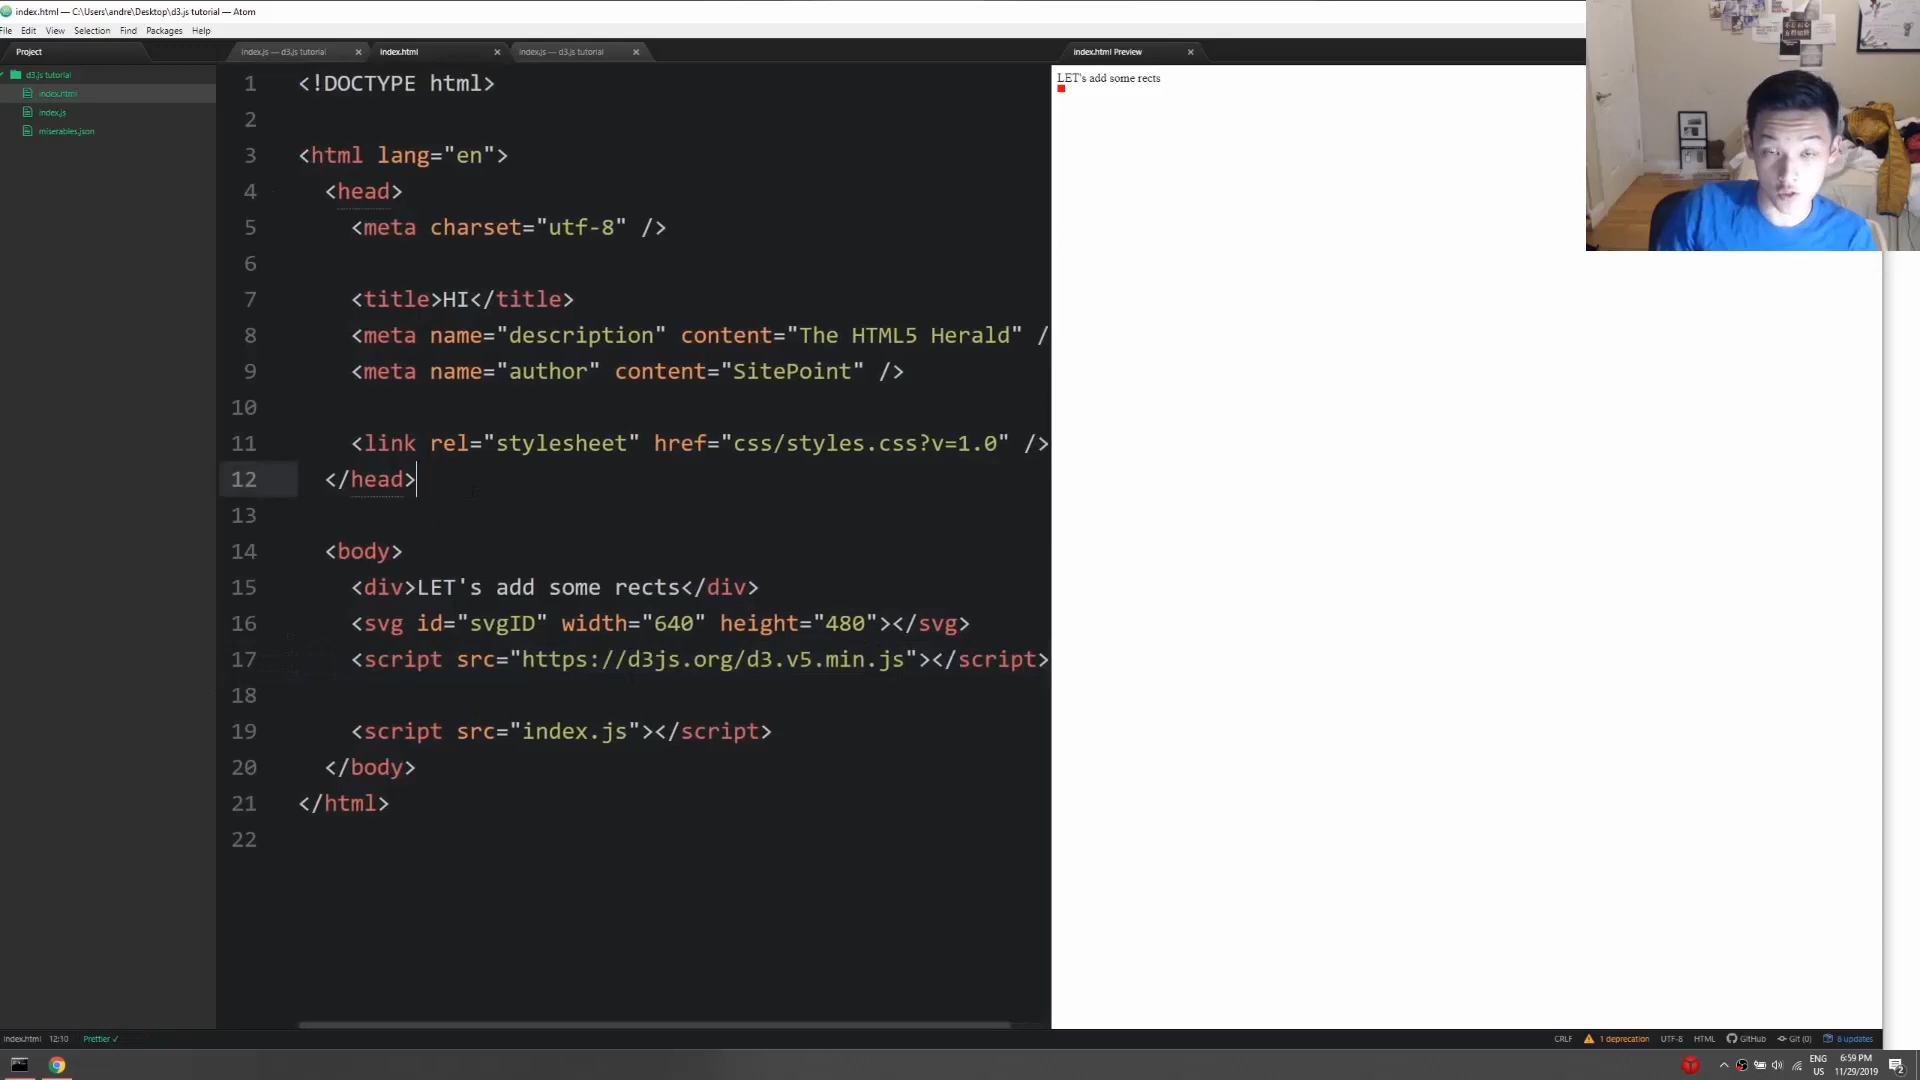 index.html — C:\Users\andre\Desktop\d3.js tutorial — Atom
File Edit View Selection Find Packages Help
Project
index.js — d3.js tutorial
index.html
index.js — d3.js tutorial
index.html Preview
d3.js tutorial
index.html
index.js
miserables.json
1 <!DOCTYPE html>
2
3 <html lang="en">
4 <head>
5 <meta charset="utf-8" />
6
7 <title>HI</title>
8 <meta name="description" content="The HTML5 Herald" /
9 <meta name="author" content="SitePoint" />
10
11 <link rel="stylesheet" href="css/styles.css?v=1.0" />
12 </head>
13
14 <body>
15 <div>LET's add some rects</div>
16 <svg id="svgID" width="640" height="480"></svg>
17 <script src="https://d3js.org/d3.v5.min.js"></script>
18
19 <script src="index.js"></script>
20 </body>
21 </html>
22
LET's add some rects
index.html 12:10 Prettier ✓
CRLF 1 deprecation UTF-8 HTML GitHub Git (0) 8 updates
ENG
US
6:59 PM
11/29/2019
2